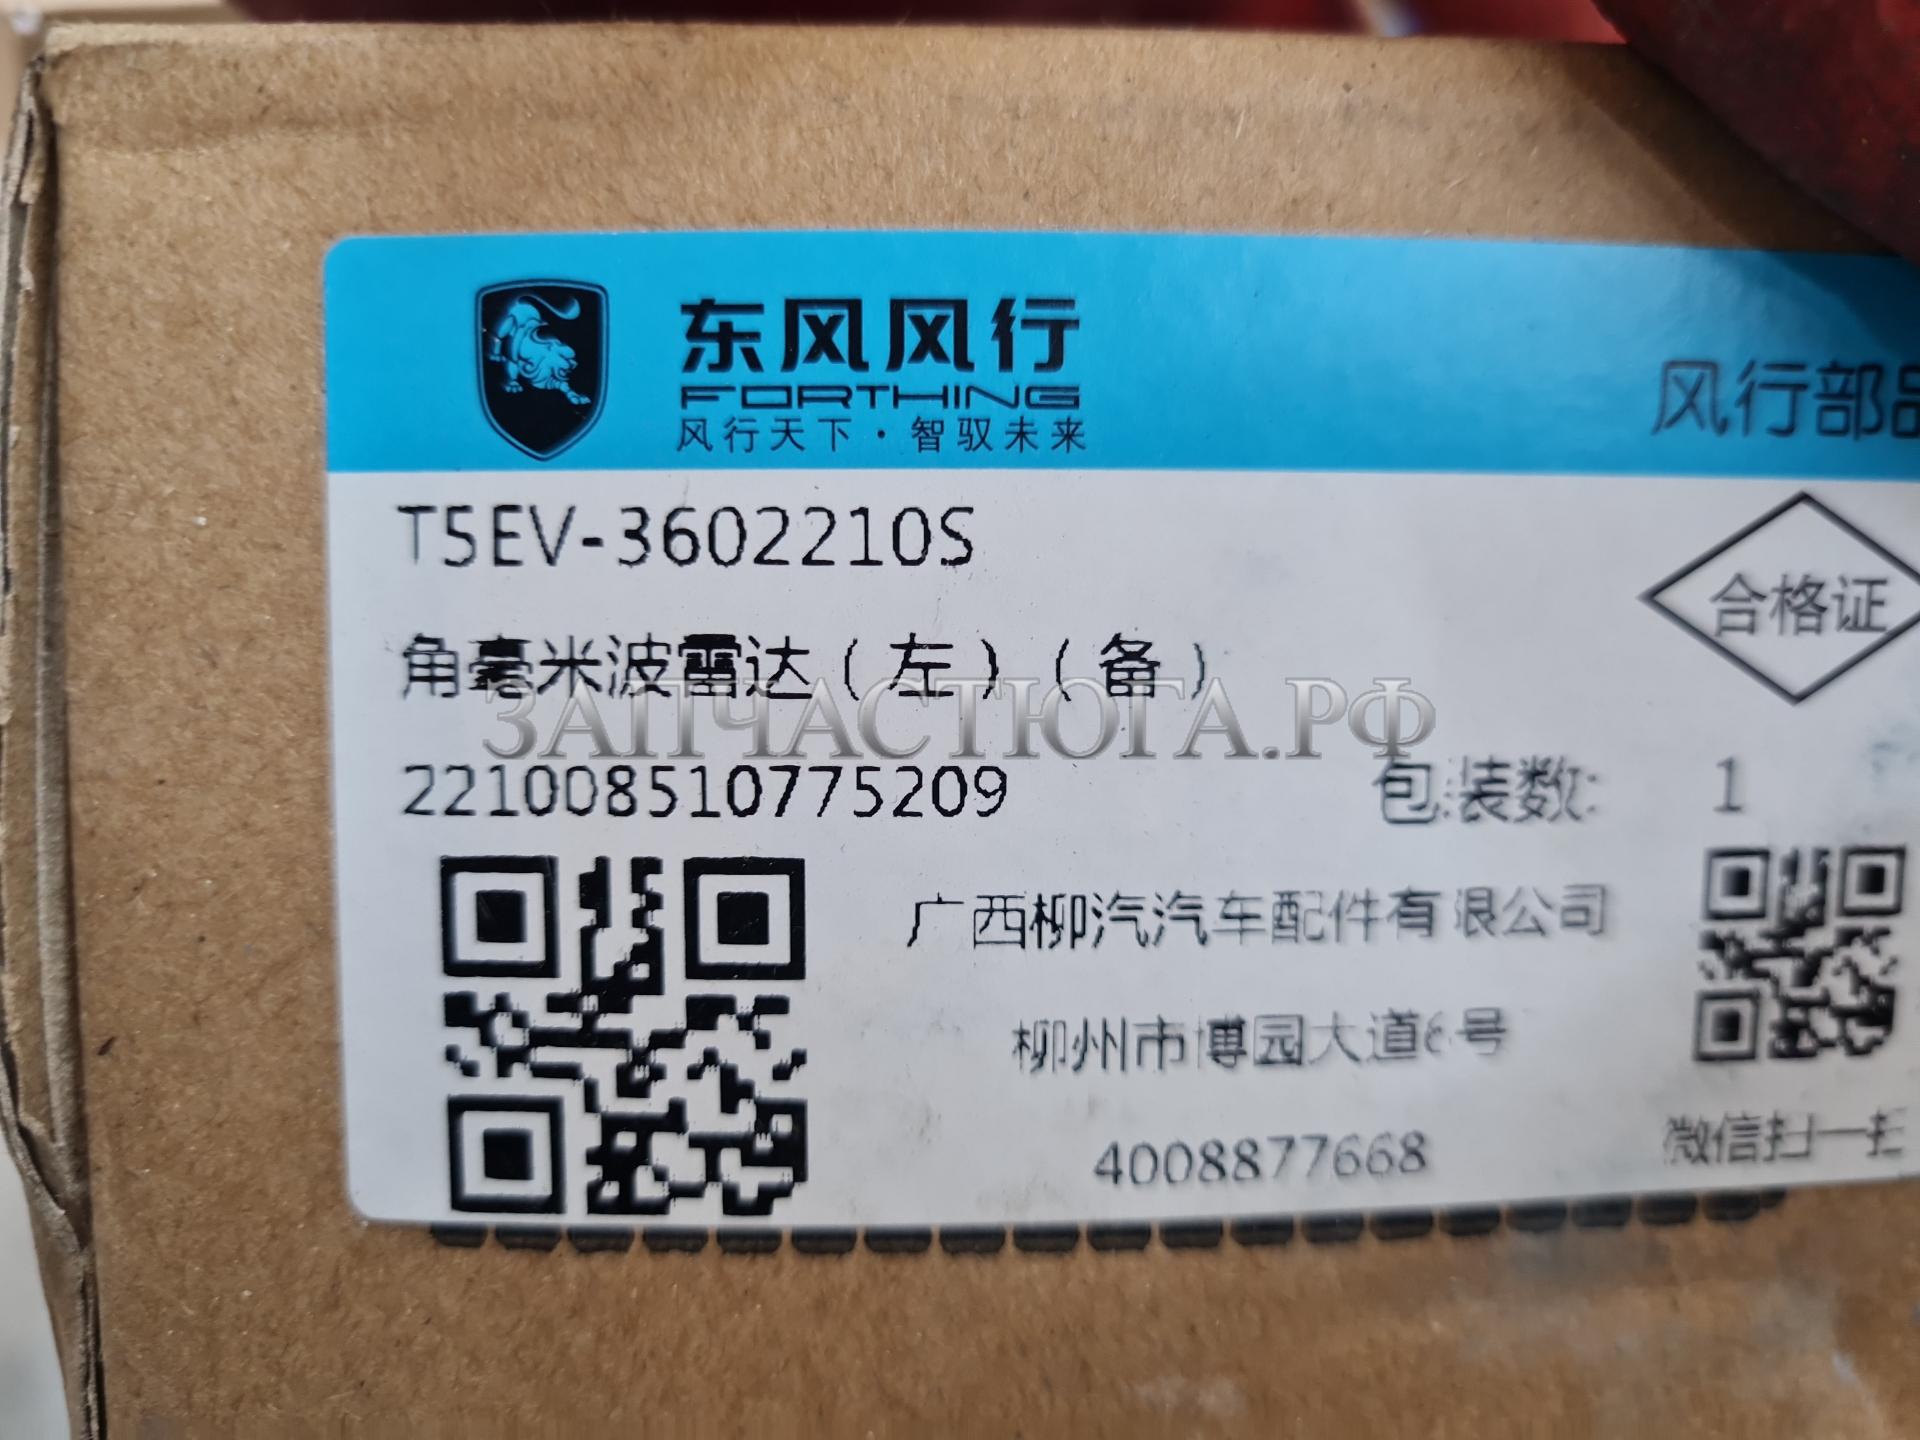 东风风行
FORTHING
风行天下·智驭未来
风行部品
T5EV-3602210S
合格证
角毫米波雷达(左)(备)
ЗАПЧАСТЮГА.РФ
221008510775209
包装数: 1
广西柳汽汽车配件有限公司
柳州市博园大道6号
4008877668
微信扫一扫